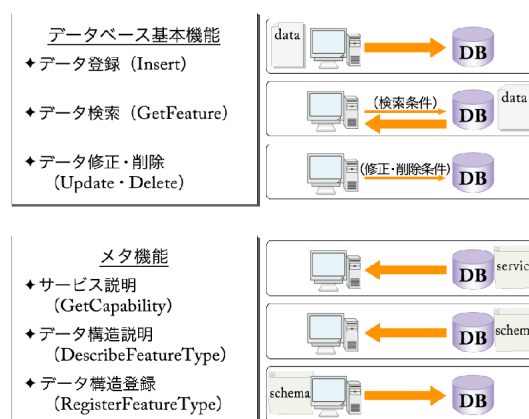 データベース基本機能
✦データ登録（Insert）
✦データ検索（GetFeature）
✦データ修正・削除
（Update・Delete）
data
DB
(検索条件)
DB
data
(修正・削除条件)
DB
メタ機能
✦サービス説明
（GetCapability）
✦データ構造説明
（DescribeFeatureType）
✦データ構造登録
（RegisterFeatureType）
DB
servic
DB
schem
schema
DB